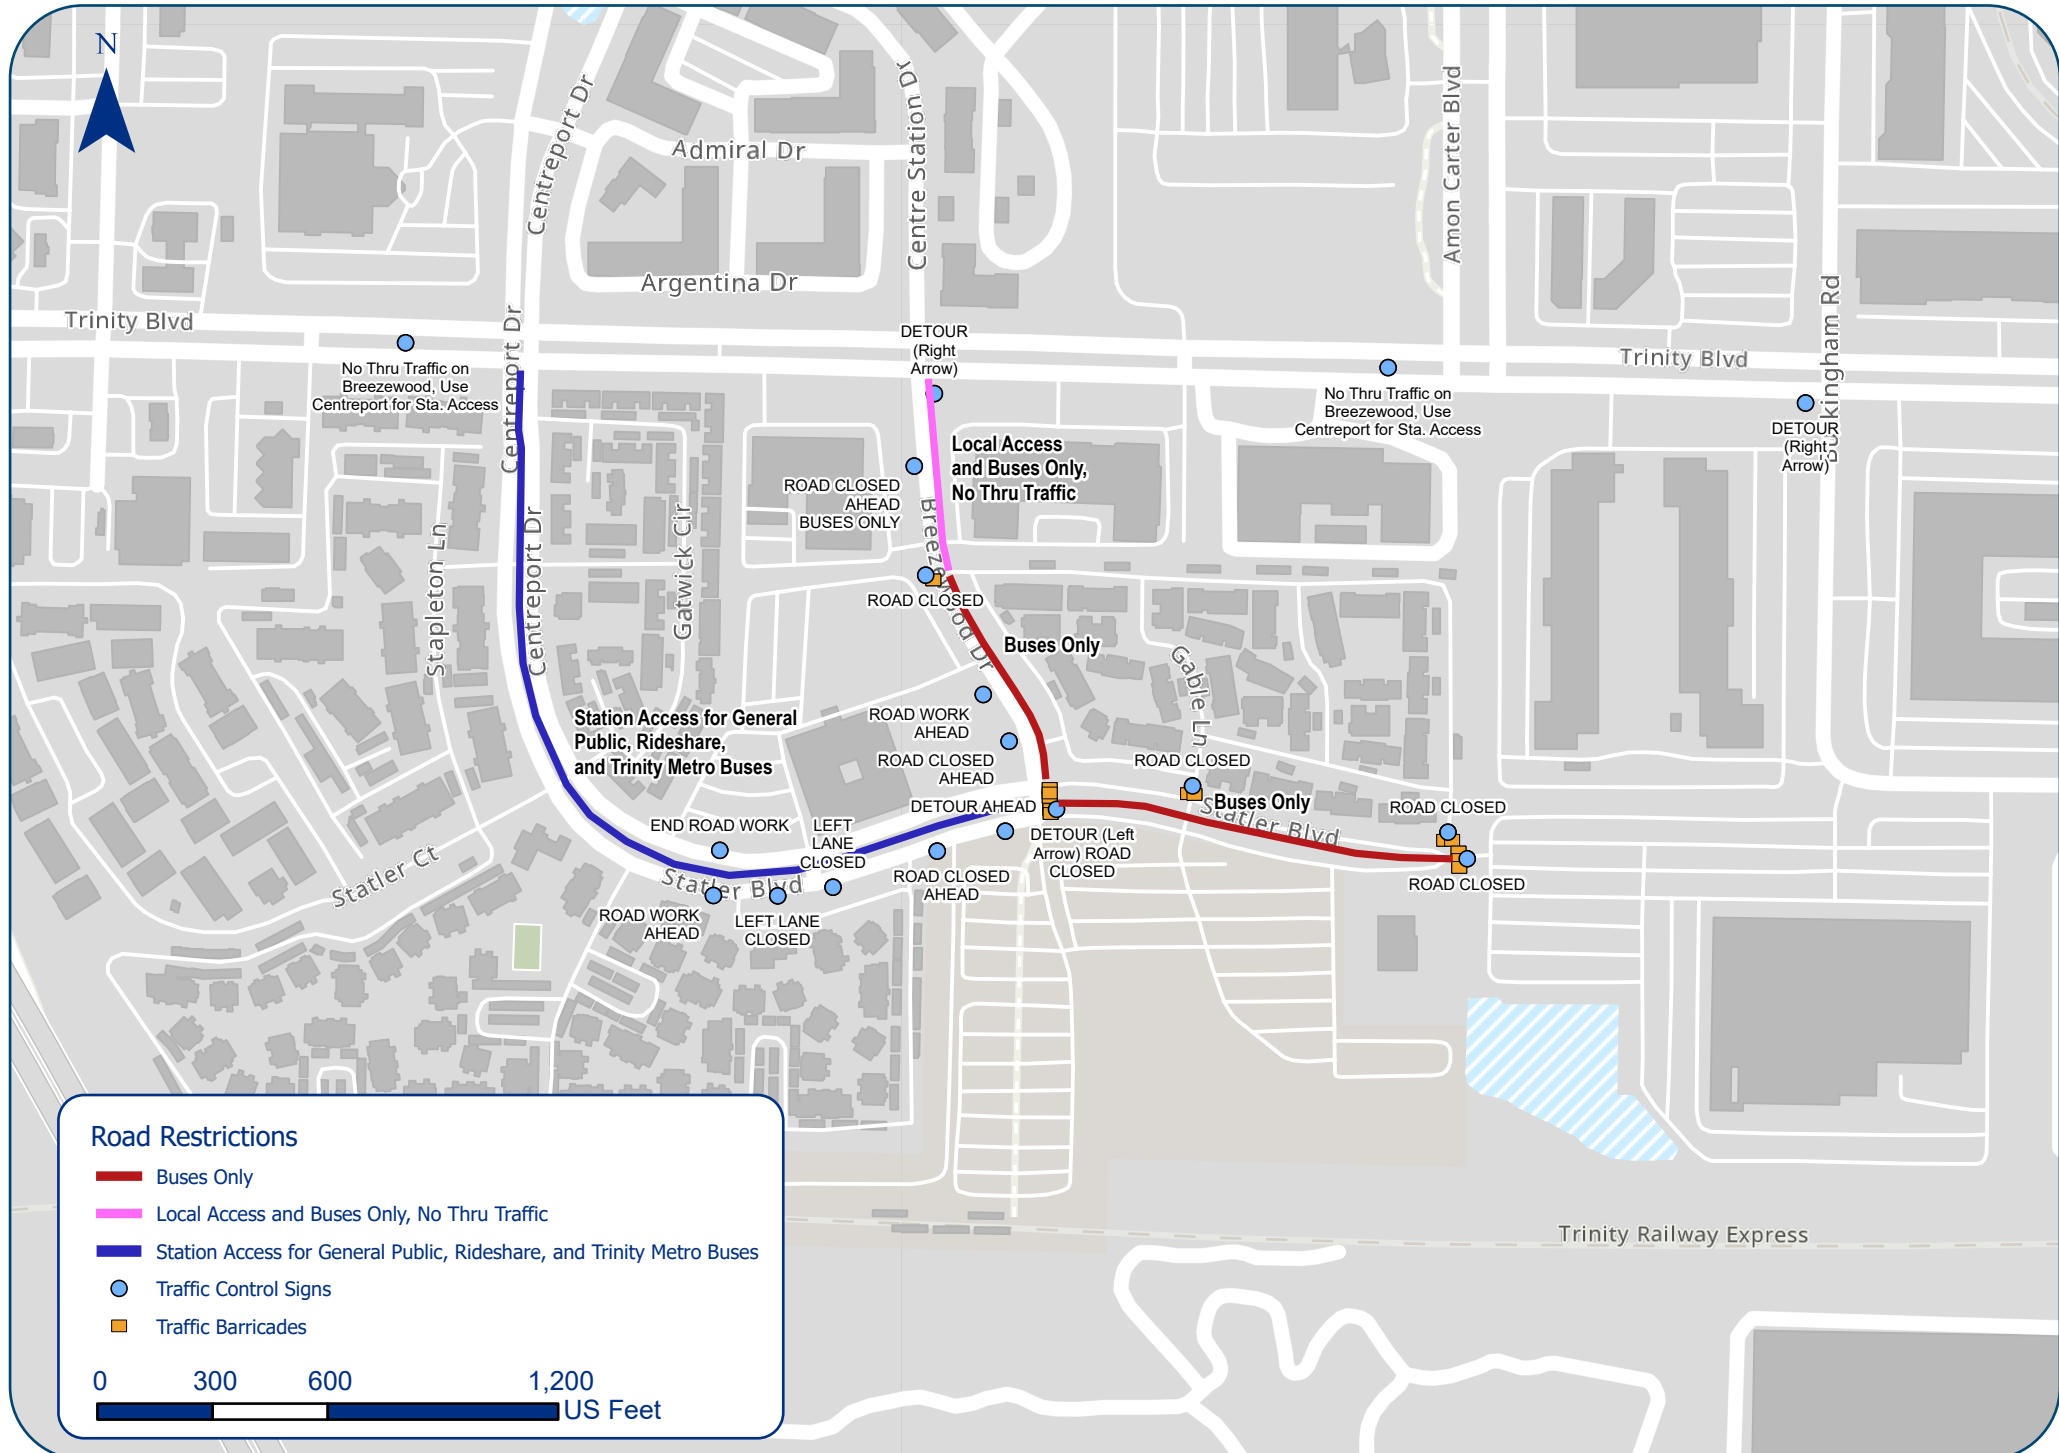 N
Centreport Dr
Admiral Dr
Centre Station Dr
Amon Carter Blvd
Argentina Dr
Buckingham Rd
Trinity Blvd
Centreport Dr
Trinity Blvd
DETOUR
(Right
Arrow)
No Thru Traffic on
Breezewood, Use
Centreport for Sta. Access
No Thru Traffic on
Breezewood, Use
Centreport for Sta. Access
DETOUR
(Right
Arrow)
Local Access
and Buses Only,
No Thru Traffic
ROAD CLOSED
AHEAD
BUSES ONLY
Breezewood Dr
Stapleton Ln
Centreport Dr
Gatwick Cir
ROAD CLOSED
Buses Only
Gable Ln
Station Access for General
Public, Rideshare,
and Trinity Metro Buses
ROAD WORK
AHEAD
ROAD CLOSED
AHEAD
ROAD CLOSED
DETOUR AHEAD
Buses Only
ROAD CLOSED
Statler Blvd
END ROAD WORK
LEFT
LANE
CLOSED
DETOUR (Left
Arrow) ROAD
CLOSED
Statler Ct
Statler Blvd
ROAD CLOSED
AHEAD
ROAD CLOSED
ROAD WORK
AHEAD
LEFT LANE
CLOSED
Road Restrictions
Buses Only
Local Access and Buses Only, No Thru Traffic
Station Access for General Public, Rideshare, and Trinity Metro Buses
Traffic Control Signs
Traffic Barricades
0 300 600 1,200
US Feet
Trinity Railway Express